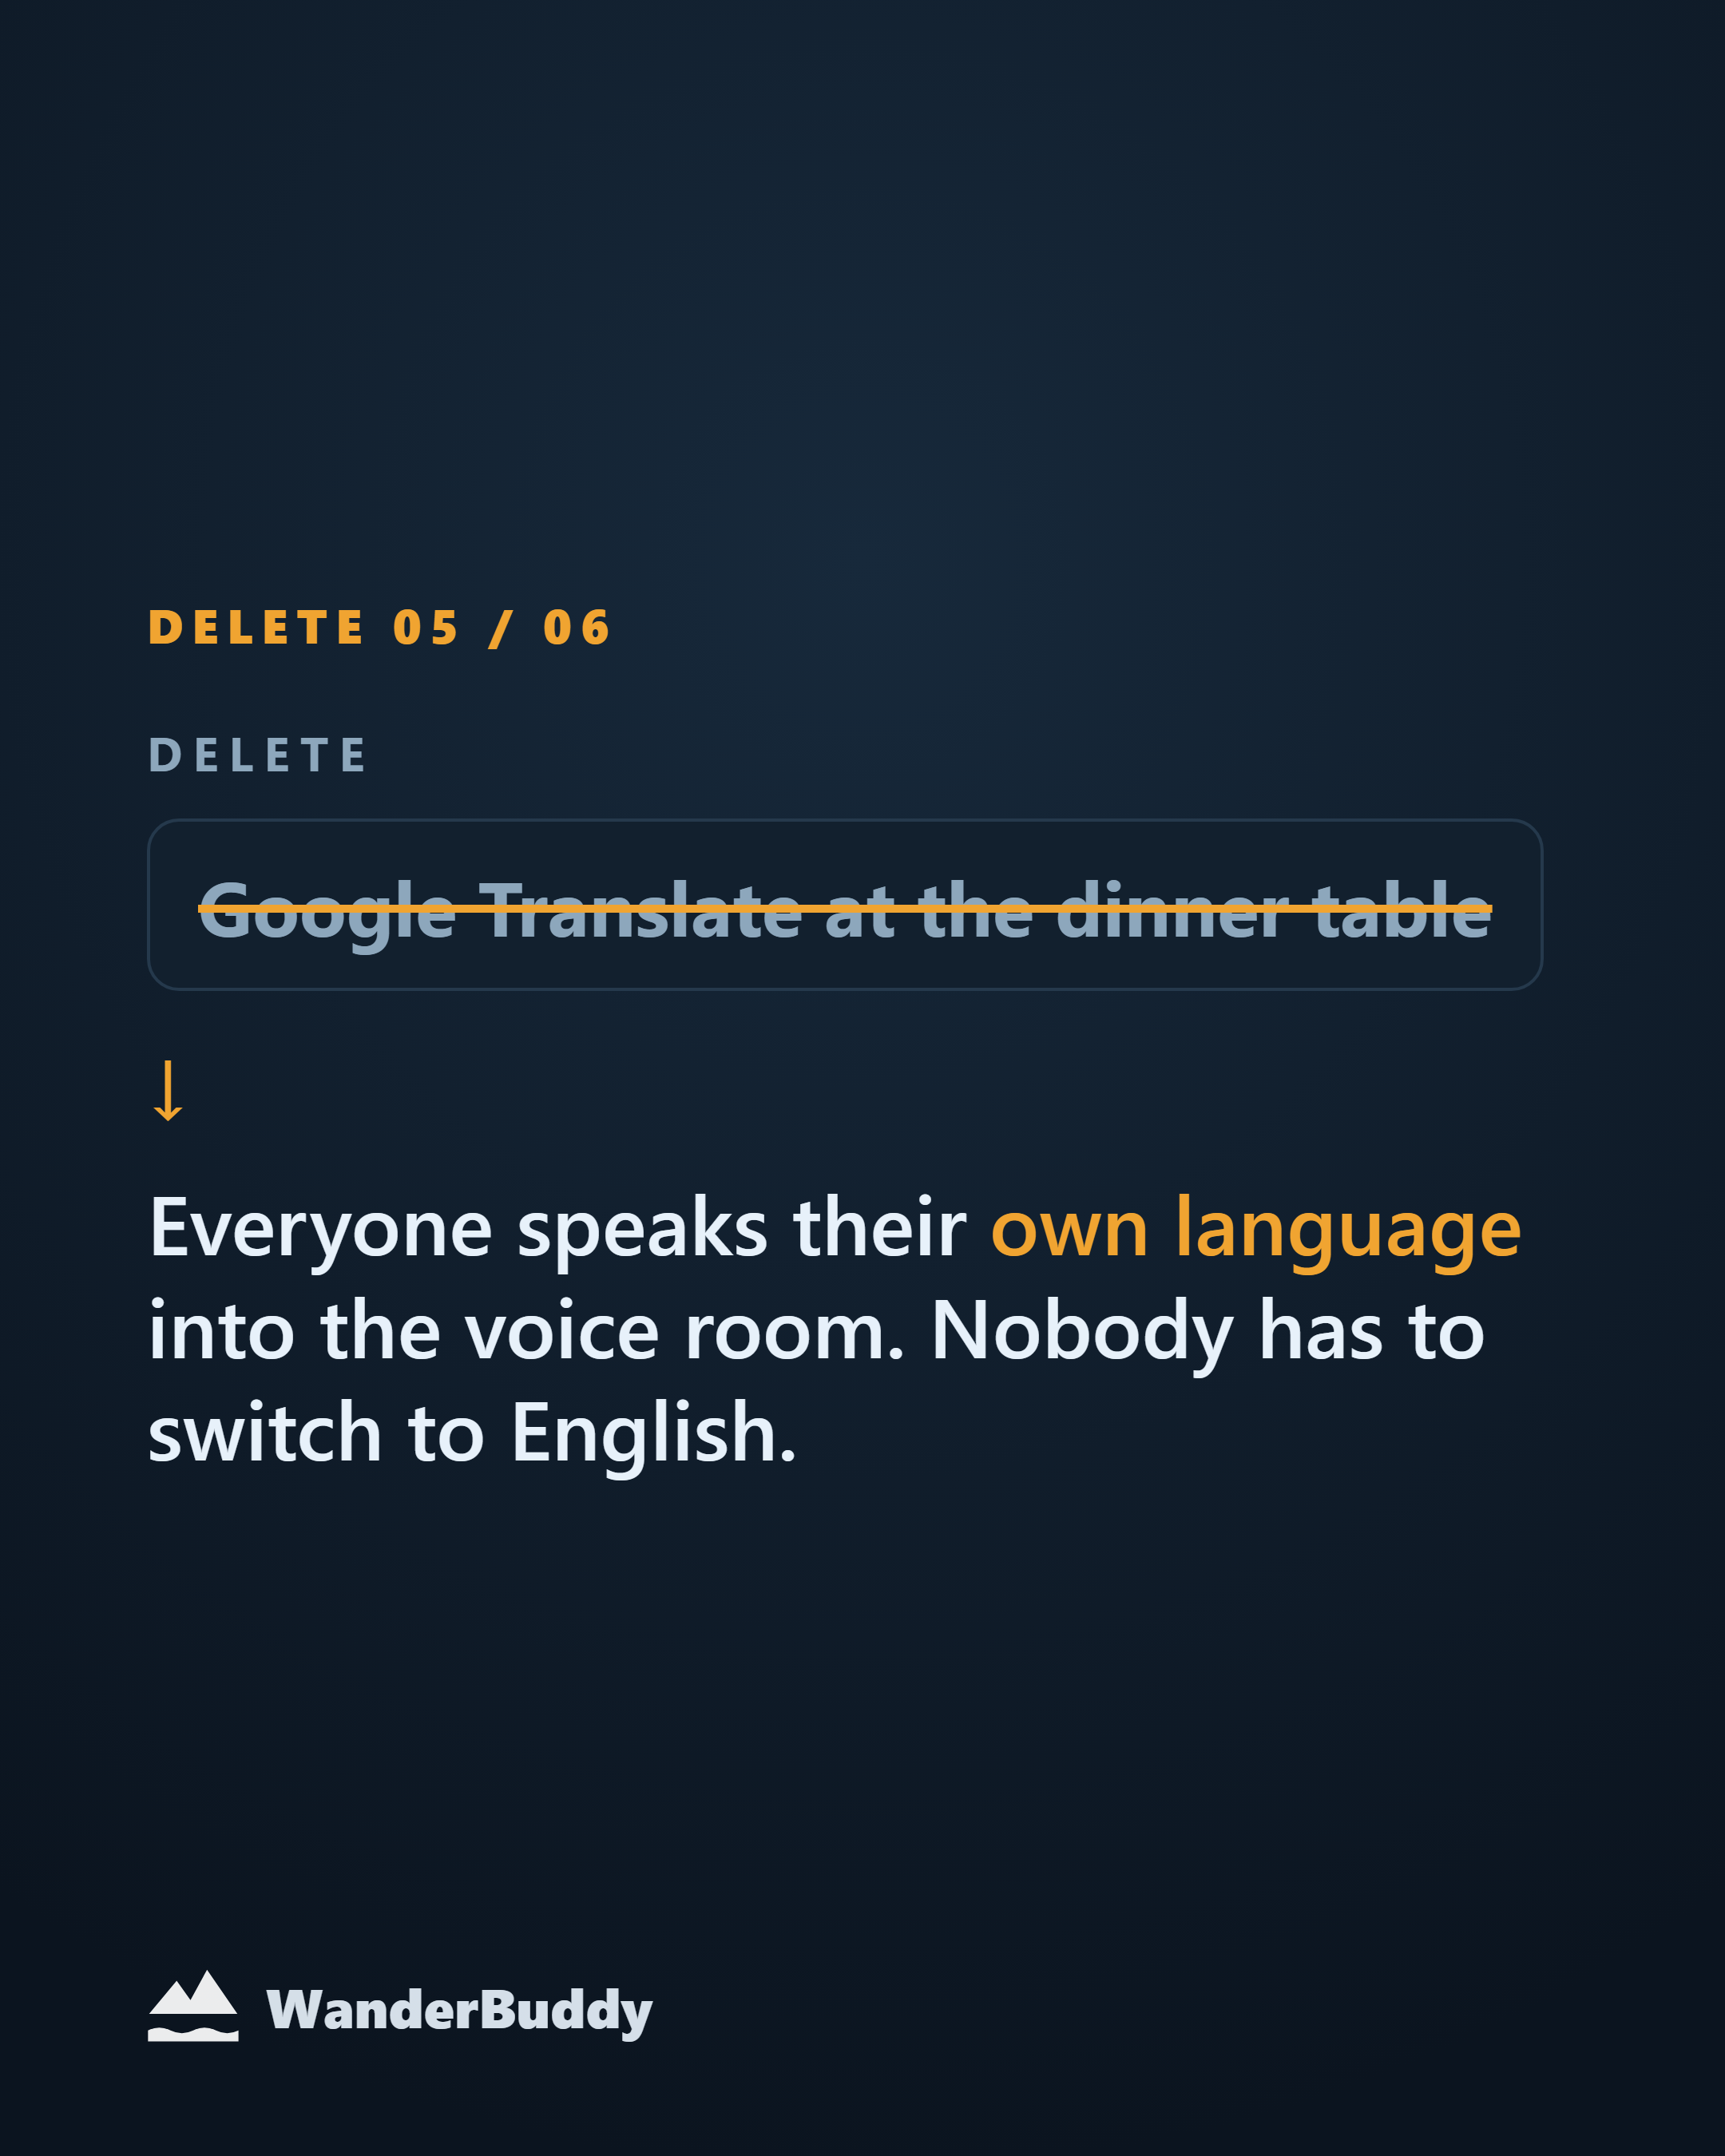 DELETE 05 / 06
DELETE
Google Translate at the dinner table
↓
Everyone speaks their own language
into the voice room. Nobody has to
switch to English.
WanderBuddy